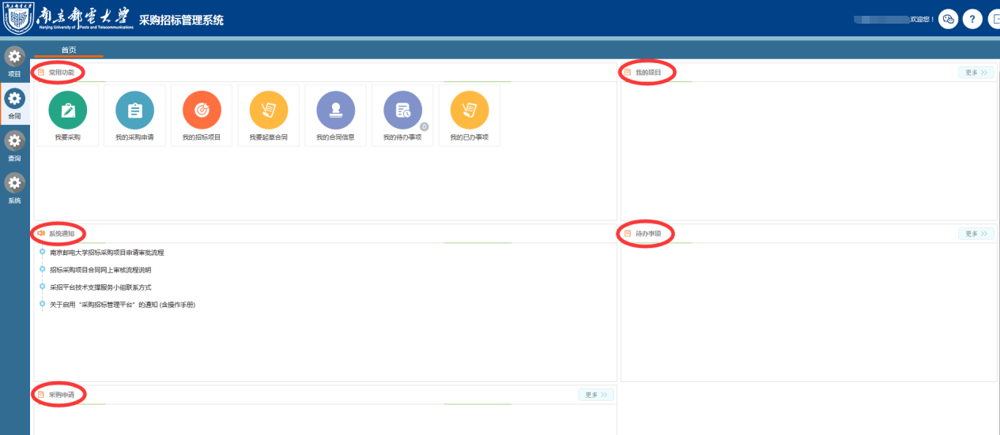 南京邮电大学
Nanjing University of Posts and Telecommunications
采购招标管理系统
欢迎您！
?
首页
项目
合同
查询
系统
常用功能
我要采购
我的采购申请
我的招标项目
我要起草合同
我的合同信息
我的待办事项
0
我的已办事项
我的项目
更多 >>
系统通知
南京邮电大学招标采购项目申请审批流程
招标采购项目合同网上审核流程说明
采招平台技术支撑服务小组联系方式
关于启用“采购招标管理平台”的通知 (含操作手册)
待办事项
更多 >>
采购申请
更多 >>